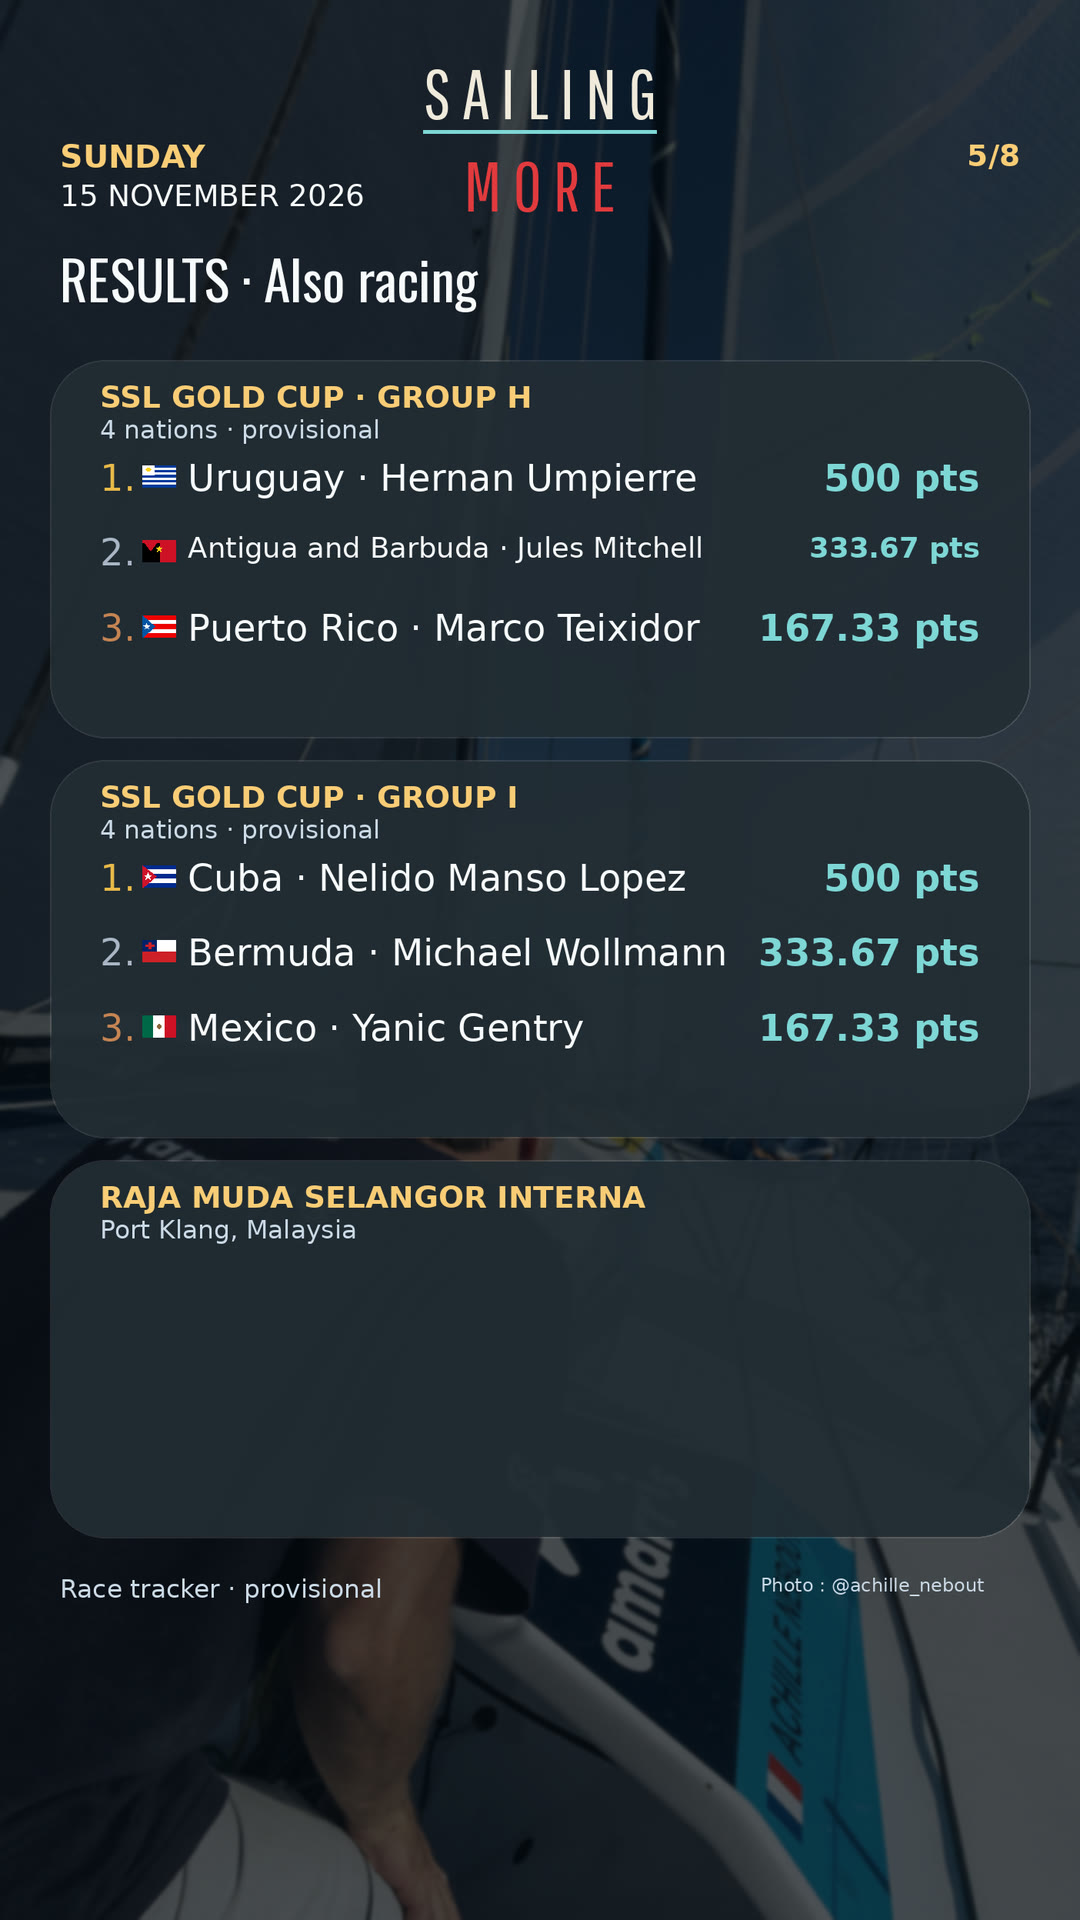 SAILING
MORE
SUNDAY
15 NOVEMBER 2026
5/8
RESULTS · Also racing
SSL GOLD CUP · GROUP H
4 nations · provisional
1. Uruguay · Hernan Umpierre 500 pts
2. Antigua and Barbuda · Jules Mitchell 333.67 pts
3. Puerto Rico · Marco Teixidor 167.33 pts
SSL GOLD CUP · GROUP I
4 nations · provisional
1. Cuba · Nelido Manso Lopez 500 pts
2. Bermuda · Michael Wollmann 333.67 pts
3. Mexico · Yanic Gentry 167.33 pts
RAJA MUDA SELANGOR INTERNA
Port Klang, Malaysia
amaris
Race tracker · provisional
Photo : @achille_nebout
ACHILLE NEBOUT